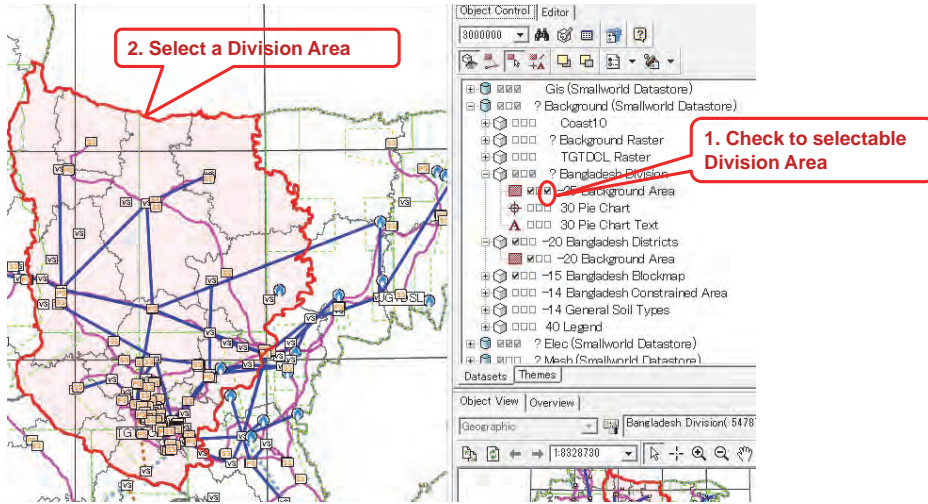 2. Select a Division Area
Object Control
Editor
3000000
Gis (Smallworld Datastore)
? Background (Smallworld Datastore)
Coast10
? Background Raster
TGTDCL Raster
? Bangladesh Division
-25 Background Area
30 Pie Chart
A 30 Pie Chart Text
-20 Bangladesh Districts
-20 Background Area
-15 Bangladesh Blockmap
-14 Bangladesh Constrained Area
-14 General Soil Types
40 Legend
? Elec (Smallworld Datastore)
? Mesh (Smallworld Datastore)
1. Check to selectable
Division Area
Datasets
Themes
Object View
Overview
Geographic
Bangladesh Division( 5478
1:8328730